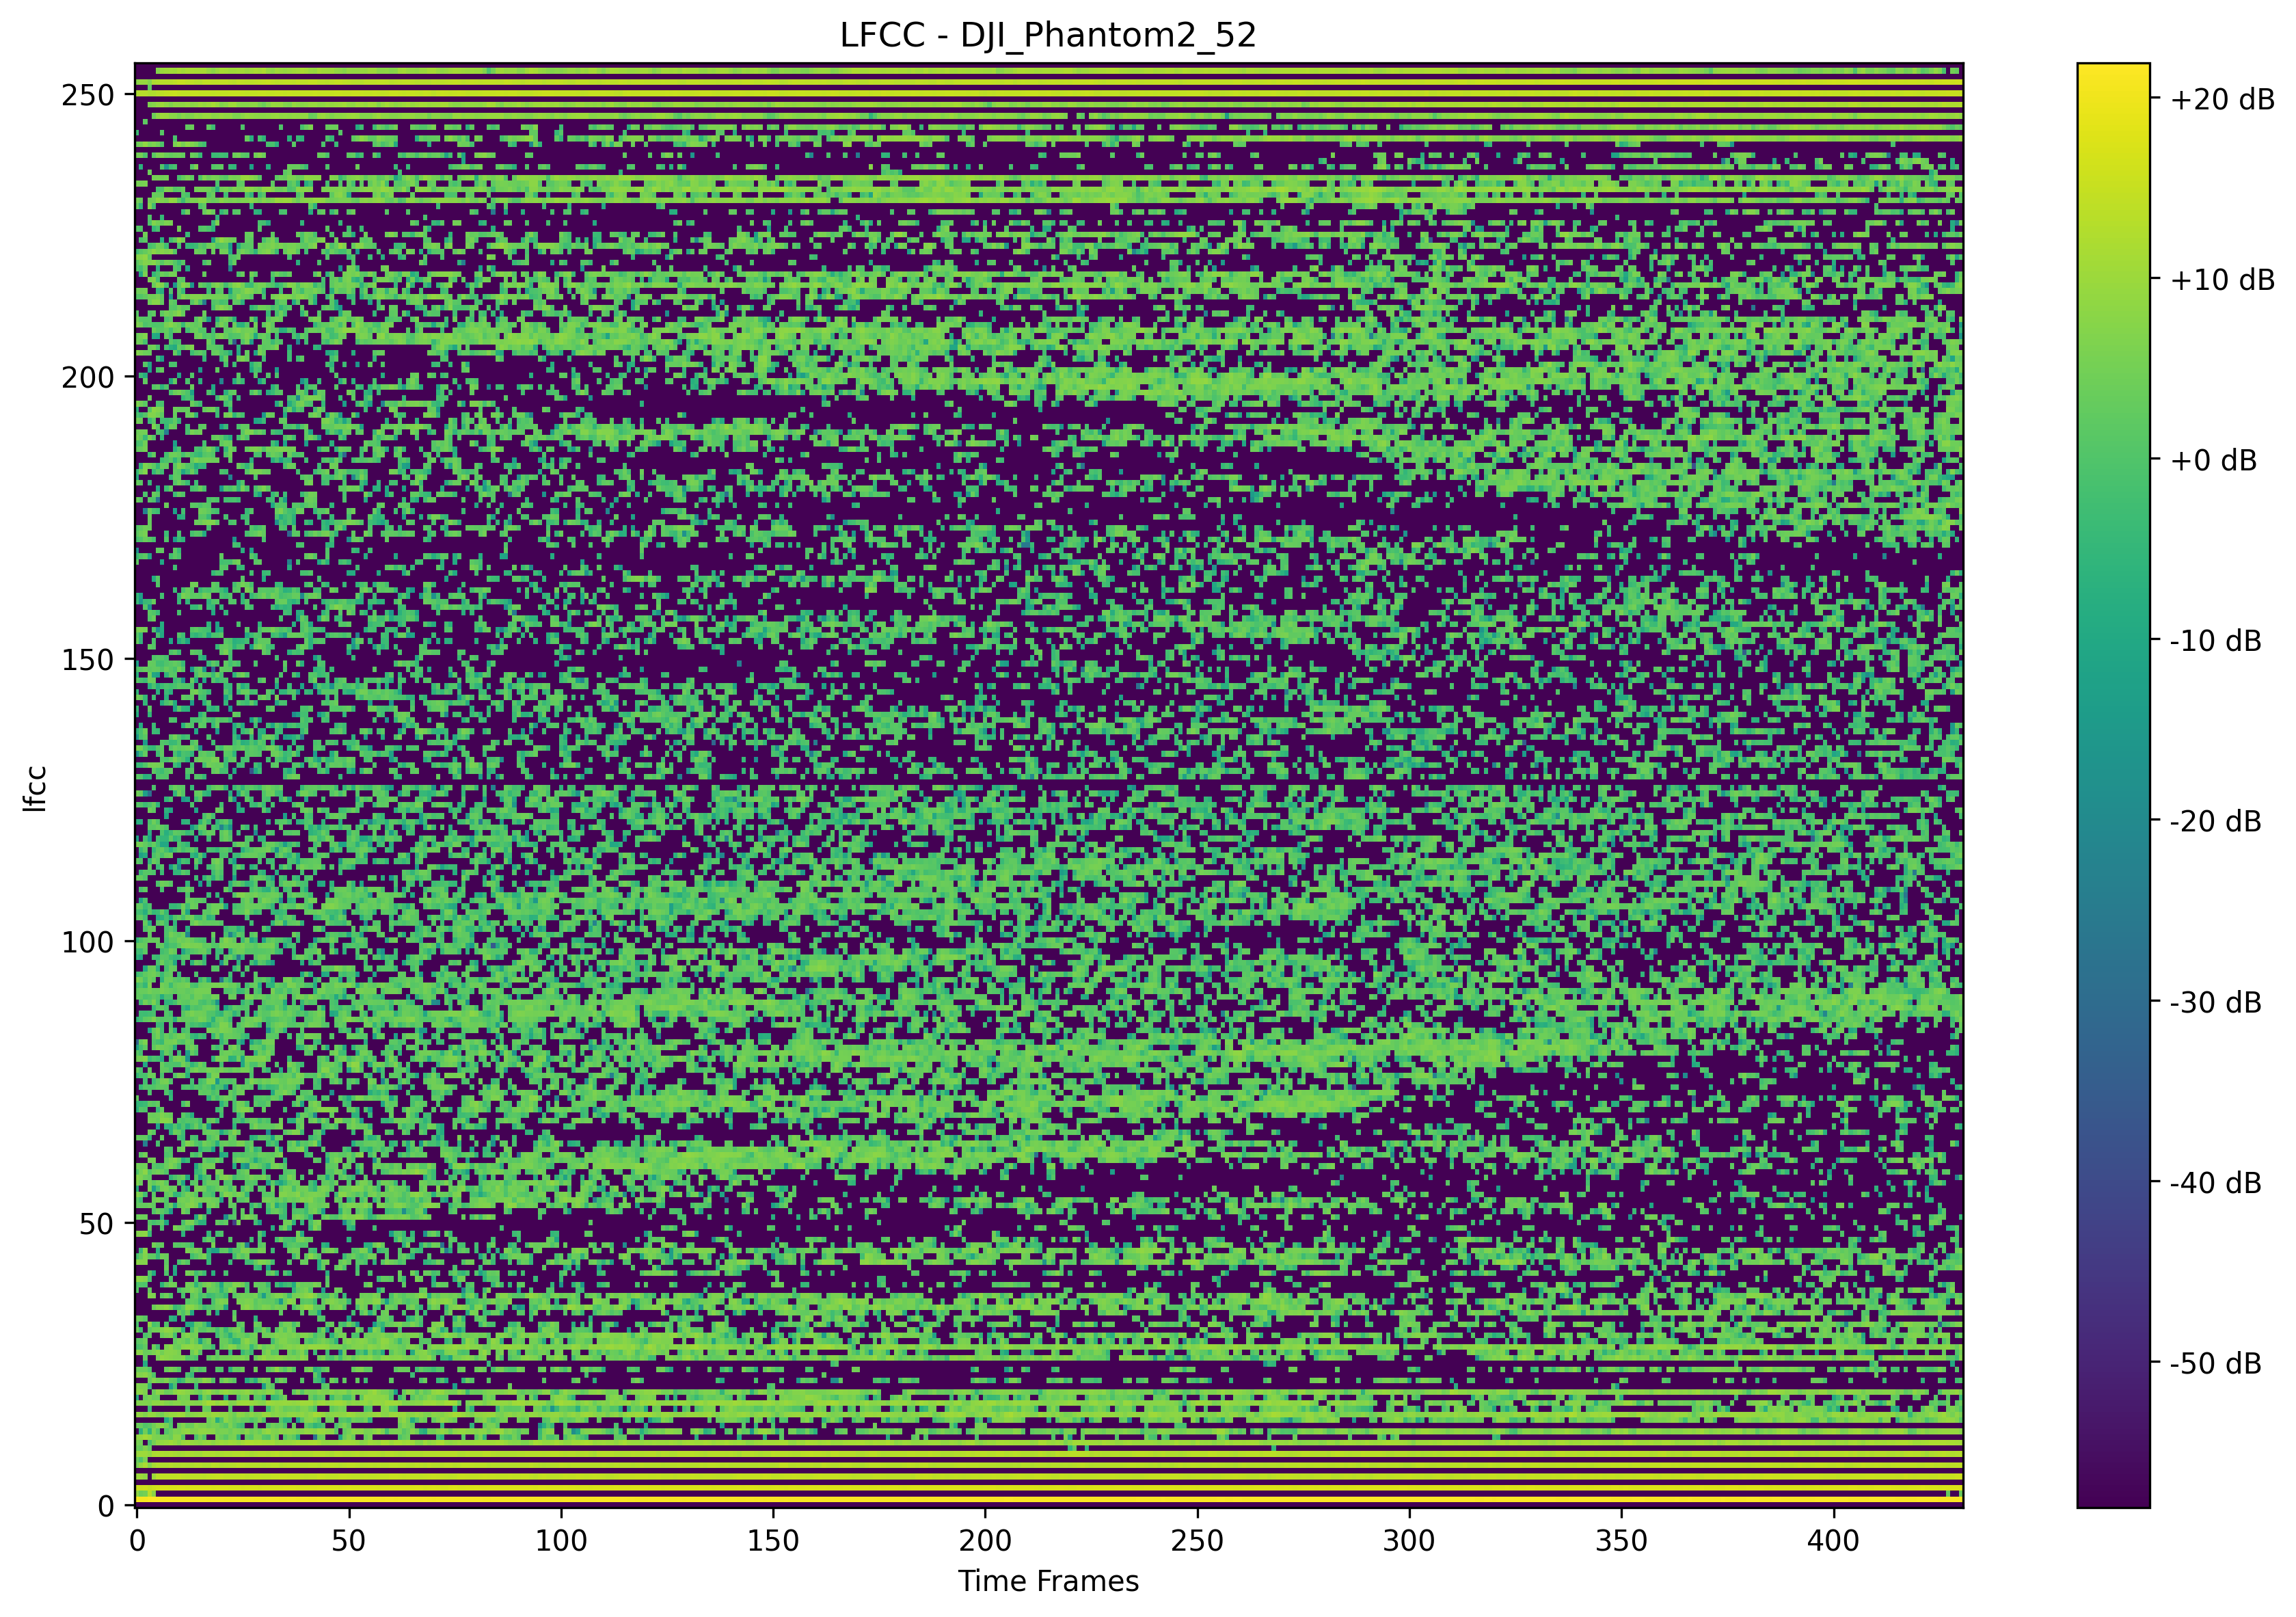 LFCC - DJI_Phantom2_52
250
200
150
100
50
0
lfcc
0 50 100 150 200 250 300 350 400
Time Frames
+20 dB
+10 dB
+0 dB
-10 dB
-20 dB
-30 dB
-40 dB
-50 dB